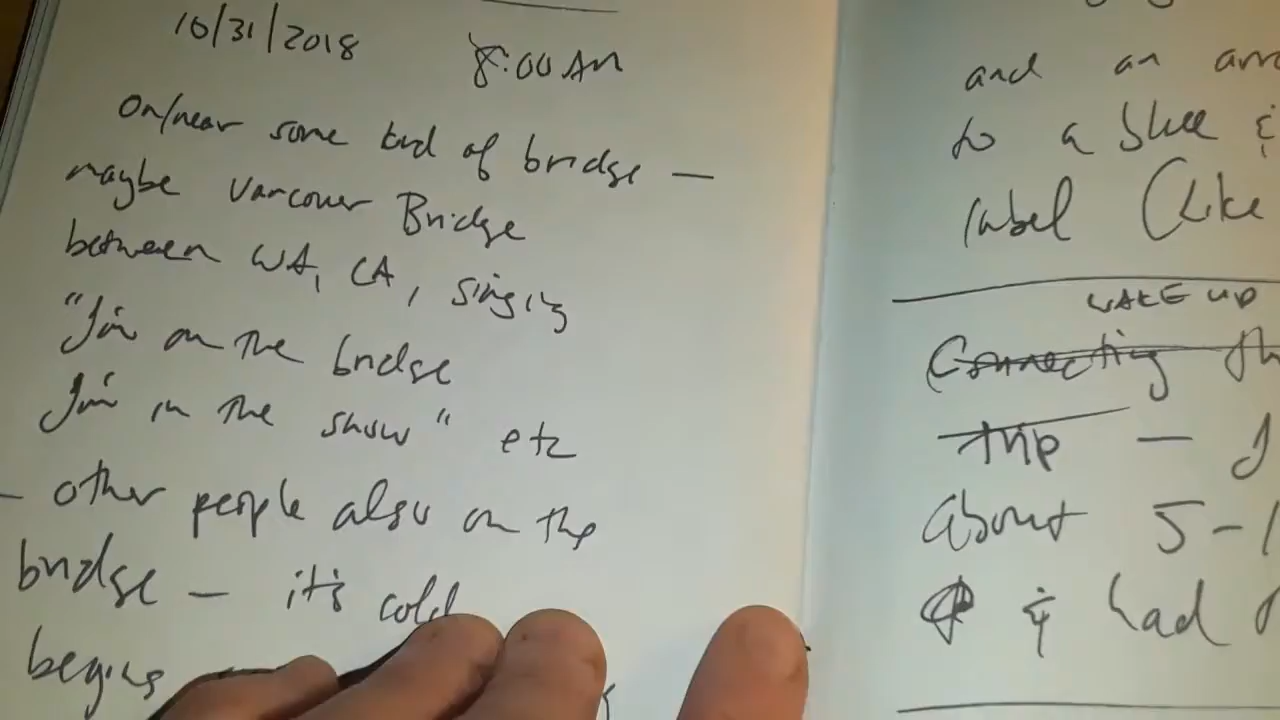 10/31/2018 8:00 AM
On/near some kind of bridge —
maybe Vancouver Bridge
between WA, CA, singing
"I'm on the bridge
I'm in the show" etc
– other people also on the
bridge — it's cold
begins
and an
to a blue &
label (Like
WAKE UP
Connecting
trip —
About 5-1
& had